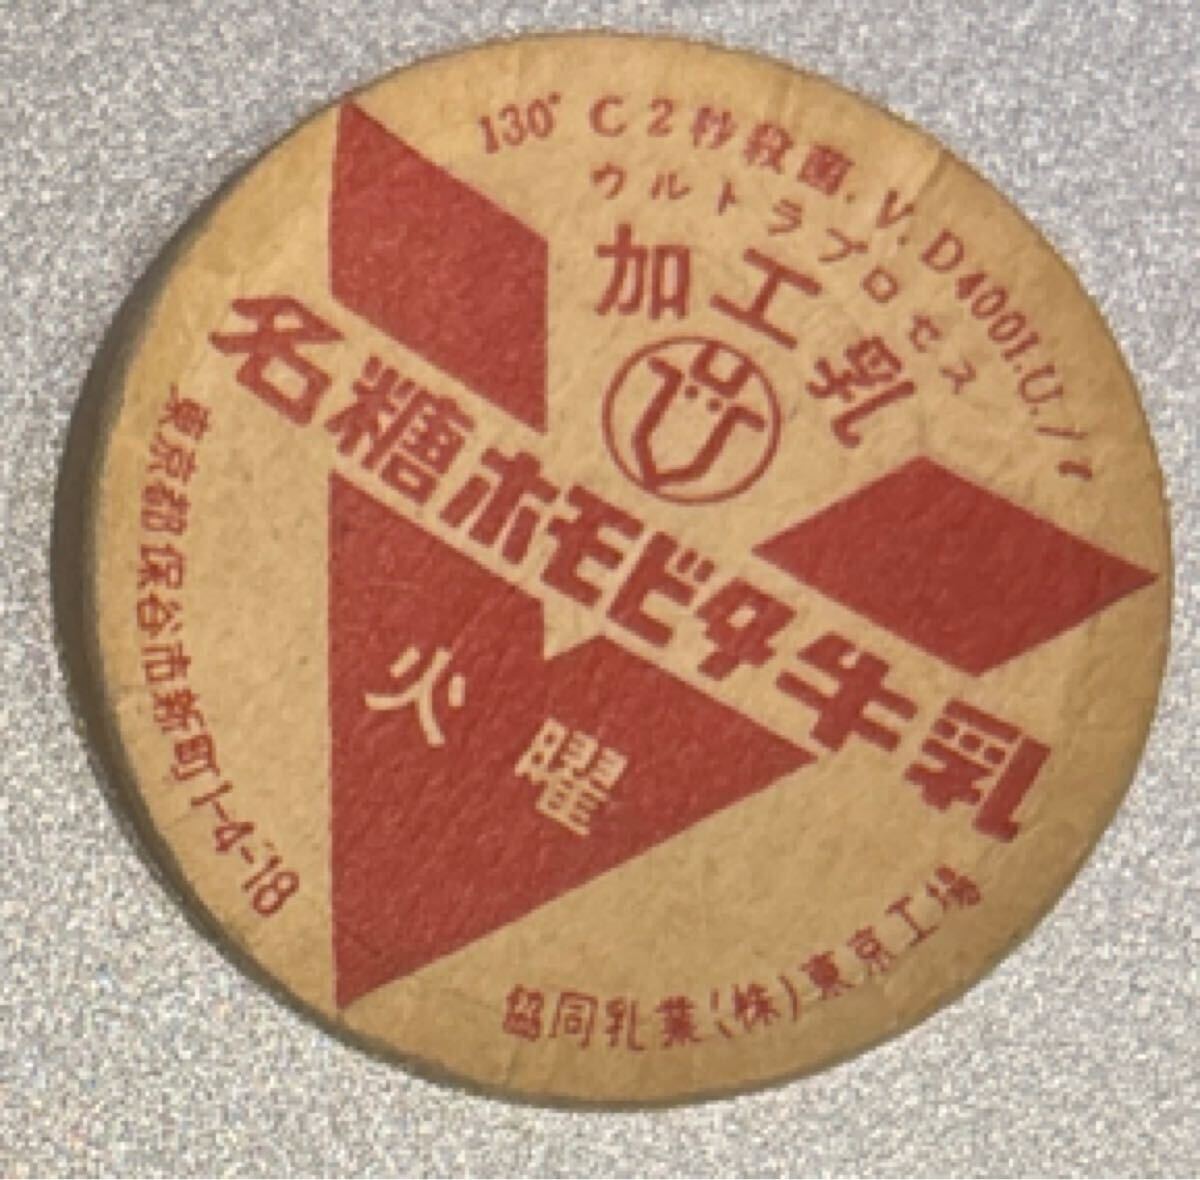 130°C2秒殺菌.V.D400I.U./ℓ
ウルトラプロセス
加工乳
名糖ホモビタ牛乳
火曜
東京都保谷市新町1-4-18
協同乳業(株)東京工場